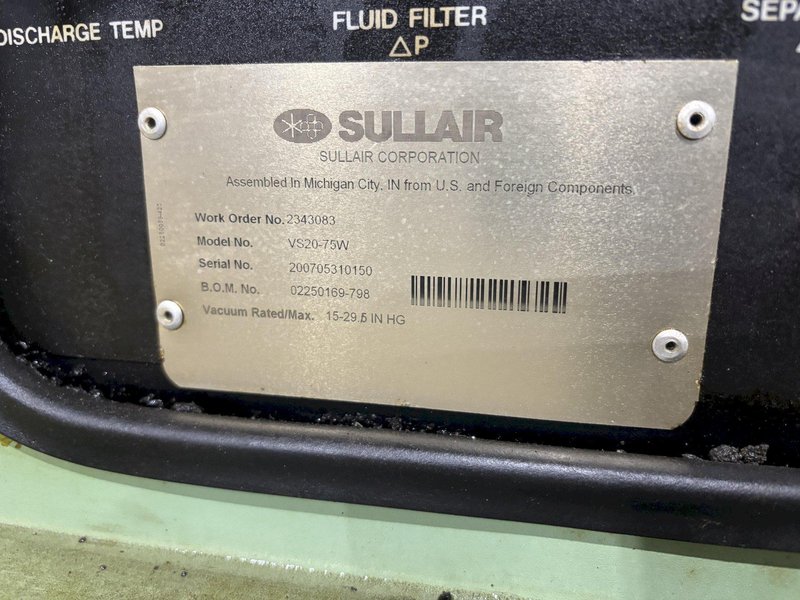 DISCHARGE TEMP
FLUID FILTER
△P
SEPA
SULLAIR
SULLAIR CORPORATION
Assembled In Michigan City, IN from U.S. and Foreign Components.
Work Order No. 2343083
Model No. VS20-75W
Serial No. 200705310150
B.O.M. No. 02250169-798
Vacuum Rated/Max. 15-29.5 IN HG